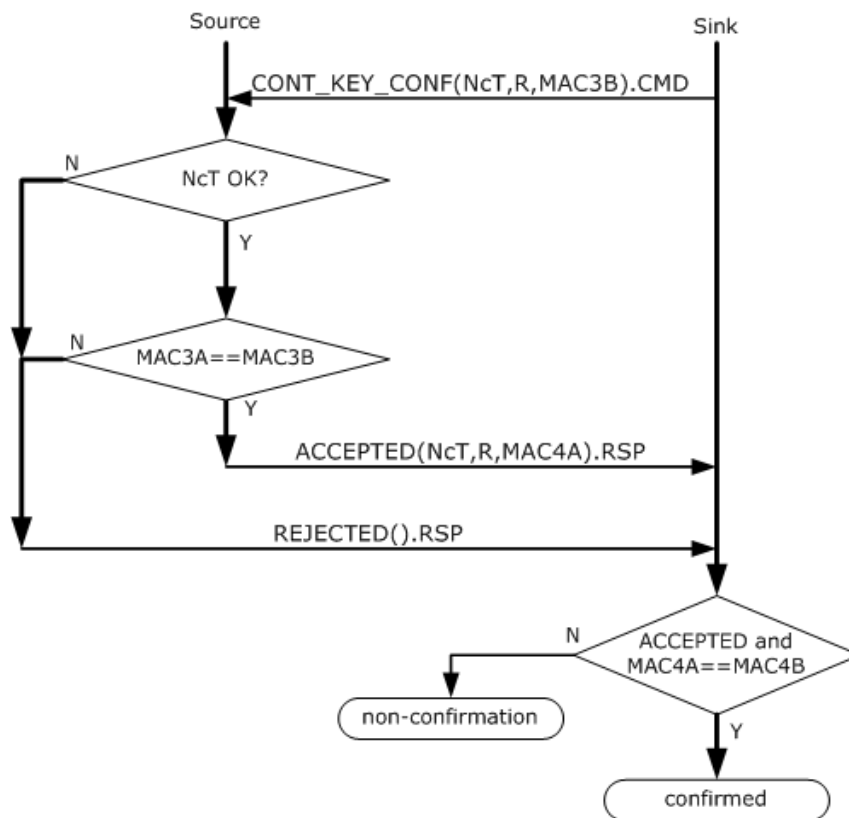 Source
Sink
CONT_KEY_CONF(NcT,R,MAC3B).CMD
N
NcT OK?
Y
N
MAC3A==MAC3B
Y
ACCEPTED(NcT,R,MAC4A).RSP
REJECTED().RSP
N
ACCEPTED and
MAC4A==MAC4B
non-confirmation
Y
confirmed